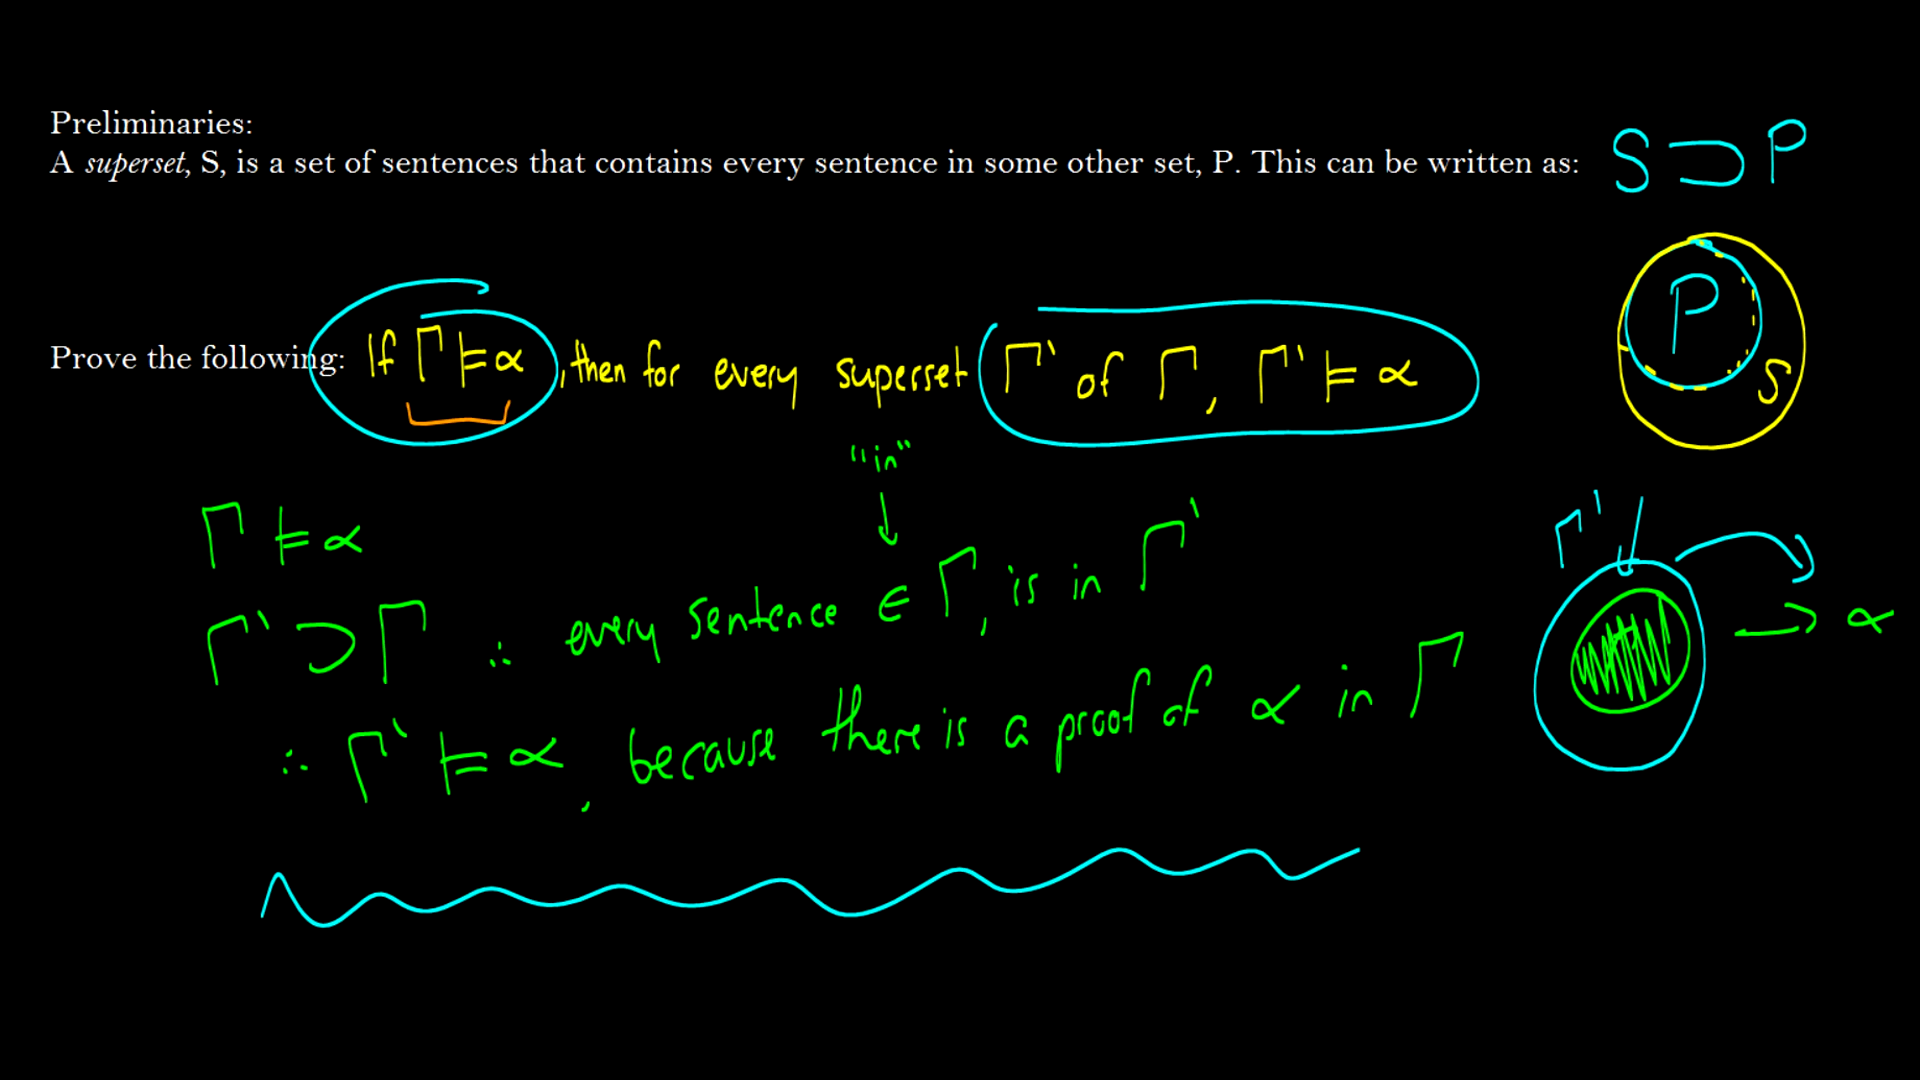 Preliminaries:
A superset, S, is a set of sentences that contains every sentence in some other set, P. This can be written as: S ⊃ P
P
S
Prove the following: If Γ ⊨ α, then for every superset Γ' of Γ, Γ' ⊨ α
"in"
Γ ⊨ α
Γ' ⊃ Γ ∴ every sentence ∈ Γ, is in Γ'
∴ Γ' ⊨ α, because there is a proof of α in Γ
Γ'
α